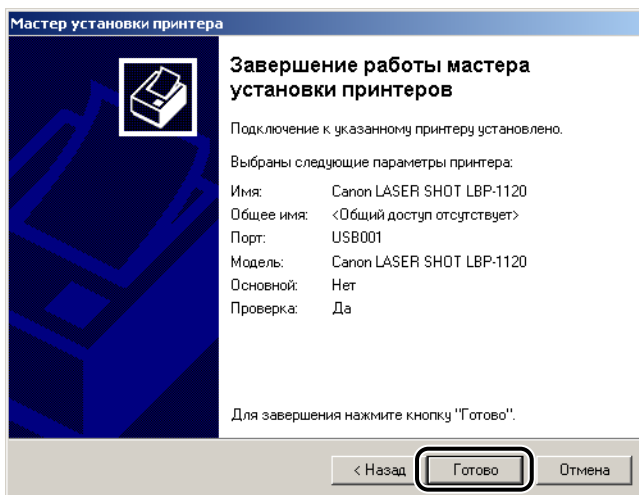 Мастер установки принтера
Завершение работы мастера
установки принтеров
Подключение к указанному принтеру установлено.
Выбраны следующие параметры принтера:
Имя: Canon LASER SHOT LBP-1120
Общее имя: <Общий доступ отсутствует>
Порт: USB001
Модель: Canon LASER SHOT LBP-1120
Основной: Нет
Проверка: Да
Для завершения нажмите кнопку "Готово".
< Назад Готово Отмена